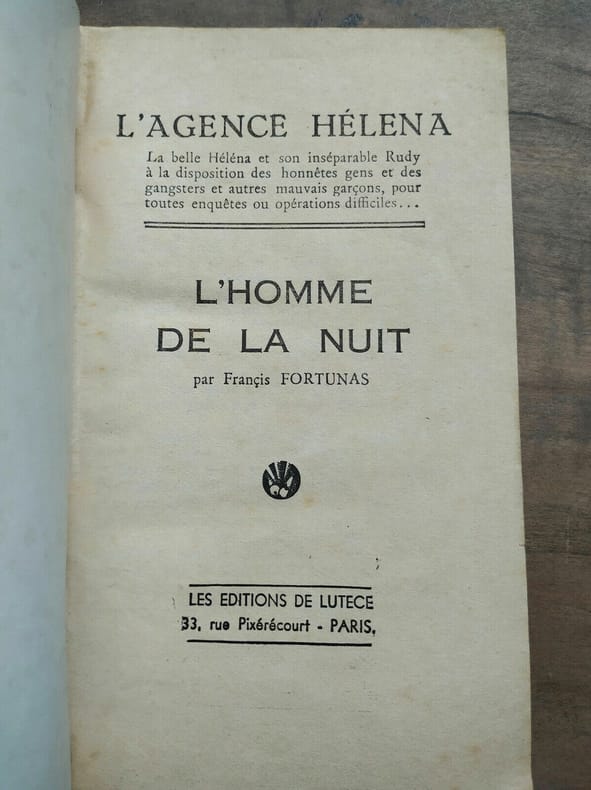 L'AGENCE HÉLENA
La belle Héléna et son inséparable Rudy
à la disposition des honnêtes gens et des
gangsters et autres mauvais garçons, pour
toutes enquêtes ou opérations difficiles...
L'HOMME
DE LA NUIT
par Françis FORTUNAS
LES EDITIONS DE LUTECE
33, rue Pixérécourt - PARIS.